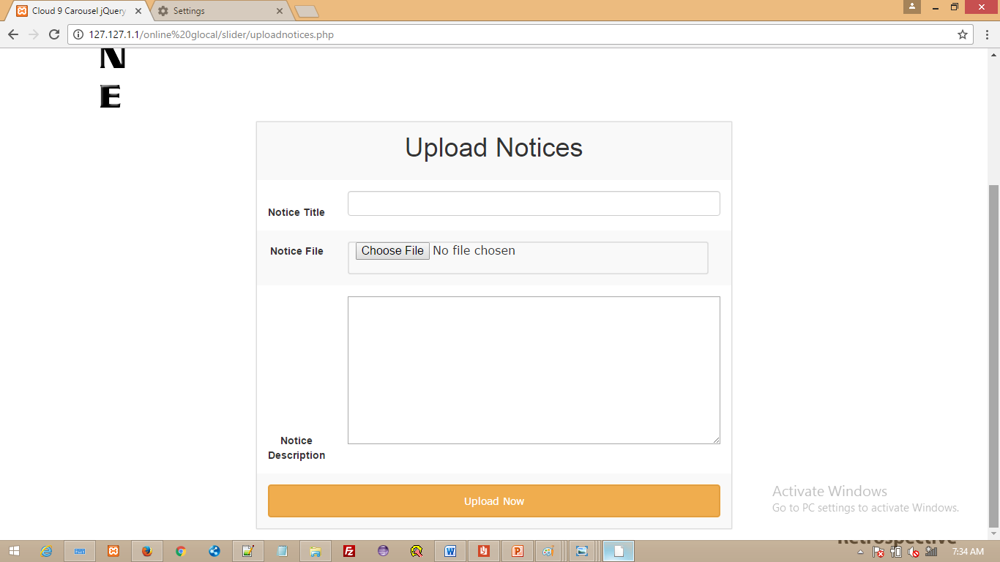 Cloud 9 Carousel jQuery
Settings
127.127.1.1/online%20glocal/slider/uploadnotices.php
N
E
Upload Notices
Notice Title
Notice File
Choose File No file chosen
Notice
Description
Upload Now
Activate Windows
Go to PC settings to activate Windows.
Retrospective
7:34 AM